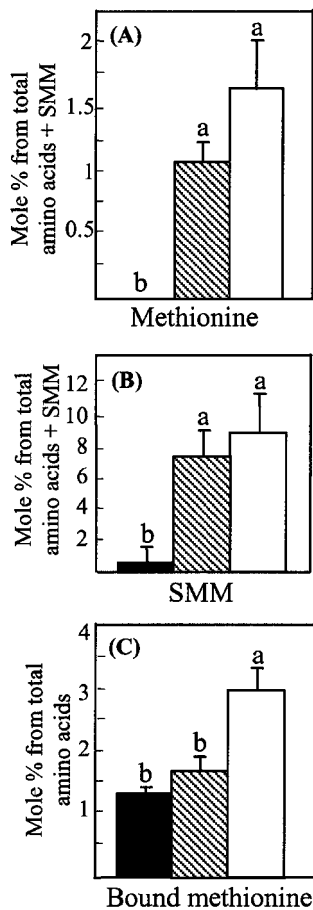 (A)
Mole % from total
amino acids + SMM
2
1.5
1
0.5
b
a
a
Methionine
(B)
Mole % from total
amino acids + SMM
12
10
8
6
4
2
b
a
a
SMM
(C)
Mole % from total
amino acids
4
3
2
1
b
b
a
Bound methionine